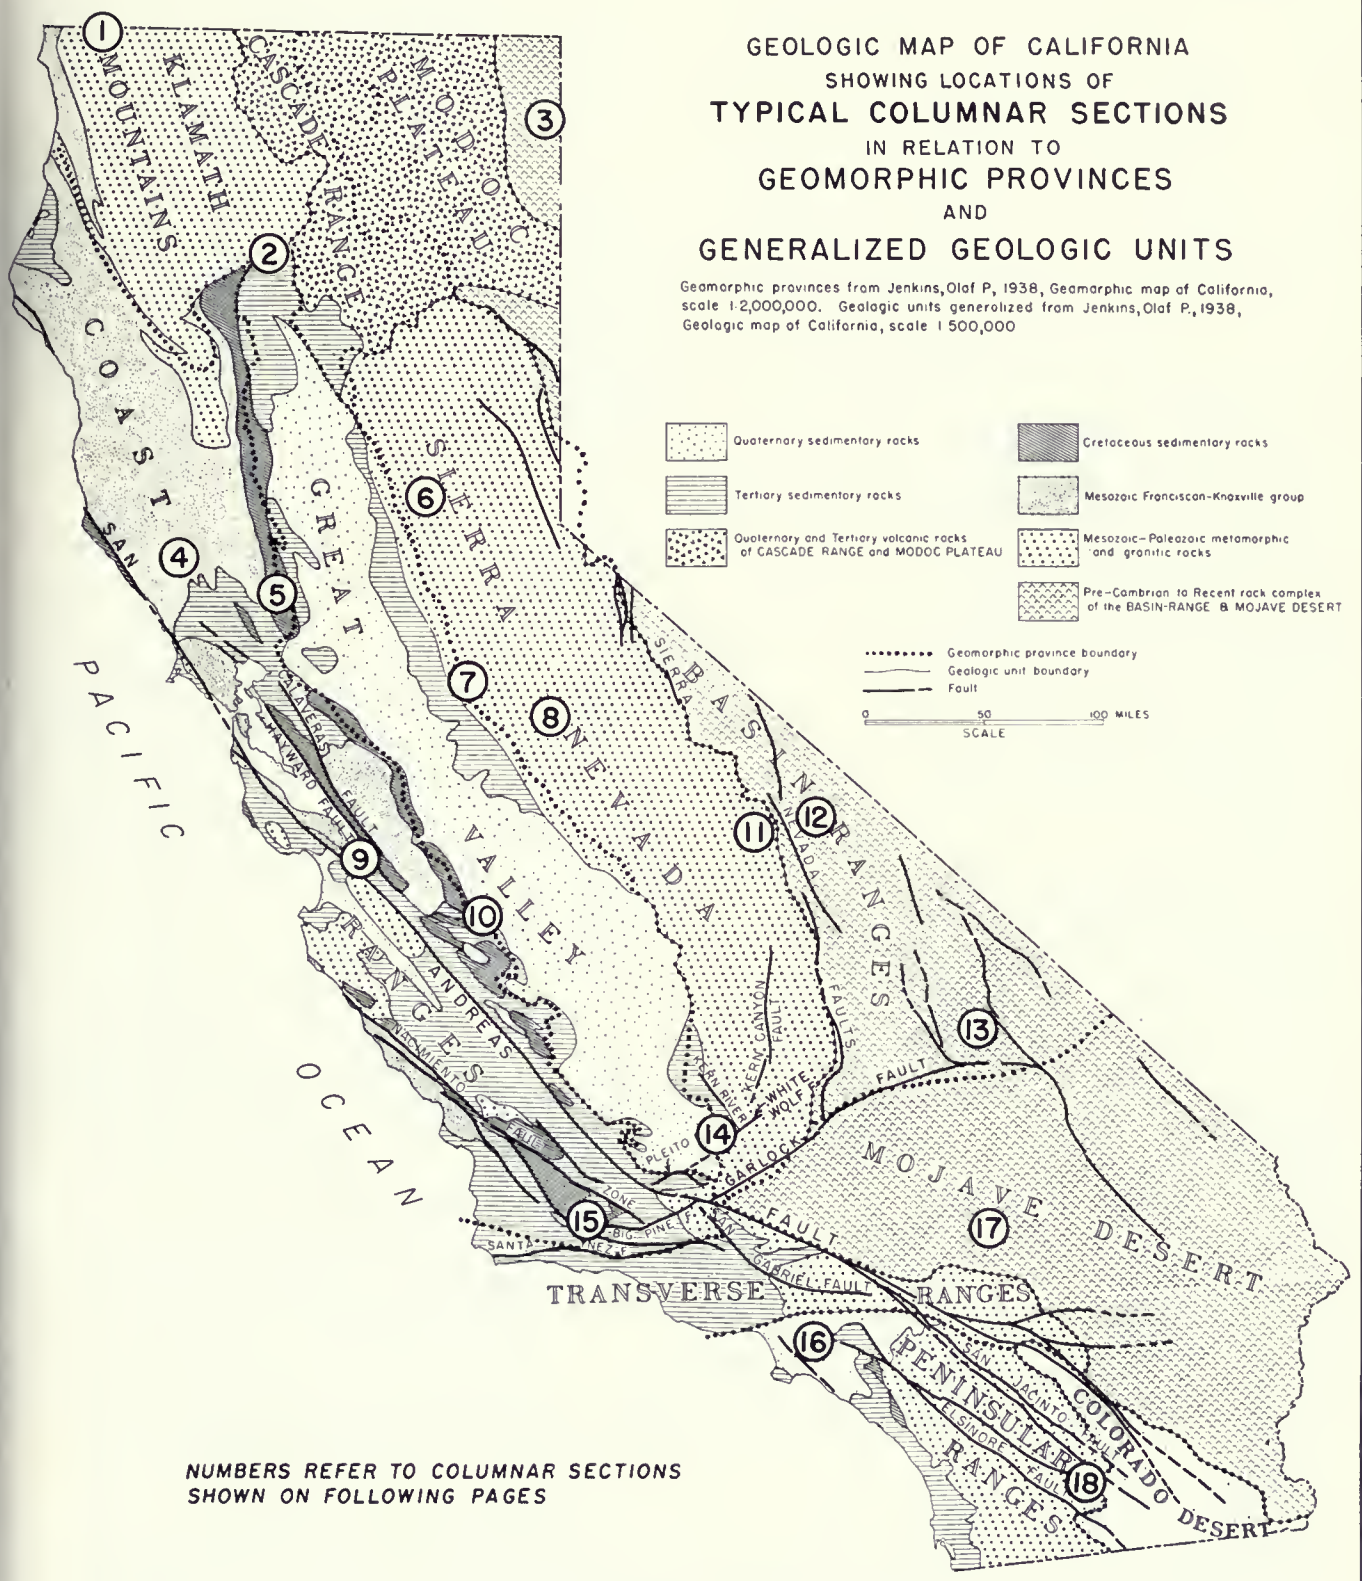 GEOLOGIC MAP OF CALIFORNIA
SHOWING LOCATIONS OF
TYPICAL COLUMNAR SECTIONS
IN RELATION TO
GEOMORPHIC PROVINCES
AND
GENERALIZED GEOLOGIC UNITS
Geomorphic provinces from Jenkins, Olaf P., 1938, Geomorphic map of California,
scale 1:2,000,000. Geologic units generalized from Jenkins, Olaf P., 1938,
Geologic map of California, scale 1 500,000
Quaternary sedimentary rocks
Tertiary sedimentary rocks
Quaternary and Tertiary volcanic rocks
of CASCADE RANGE and MODOC PLATEAU
Cretaceous sedimentary rocks
Mesozoic Franciscan-Knoxville group
Mesozoic-Paleozoic metamorphic
and granitic rocks
Pre-Cambrian to Recent rock complex
of the BASIN-RANGE & MOJAVE DESERT
Geomorphic province boundary
Geologic unit boundary
Fault
0 50 100 MILES
SCALE
1
KLAMATH
MOUNTAINS
CASCADE
RANGE
MODOC
PLATEAU
3
2
COAST
RANGES
GREAT
VALLEY
SIERRA
NEVADA
6
4
5
SAN
ANDREAS
FAULT
7
8
CALAVERAS
FAULT
HAYWARD FAULT
9
10
PACIFIC
OCEAN
BASIN
RANGES
SIERRA
NEVADA
FAULTS
11
12
13
KERN CANYON
FAULT
KERN RIVER
WHITE
WOLF F.
14
PLEITO
GARLOCK
FAULT
NACIMIENTO
FAULT
ZONE
15
BIG PINE F.
SANTA
YNEZ F.
SAN
GABRIEL FAULT
TRANSVERSE
RANGES
MOJAVE
DESERT
17
16
PENINSULAR
RANGES
SAN
JACINTO
FAULT
ELSINORE
FAULT
18
COLORADO
DESERT
NUMBERS REFER TO COLUMNAR SECTIONS
SHOWN ON FOLLOWING PAGES